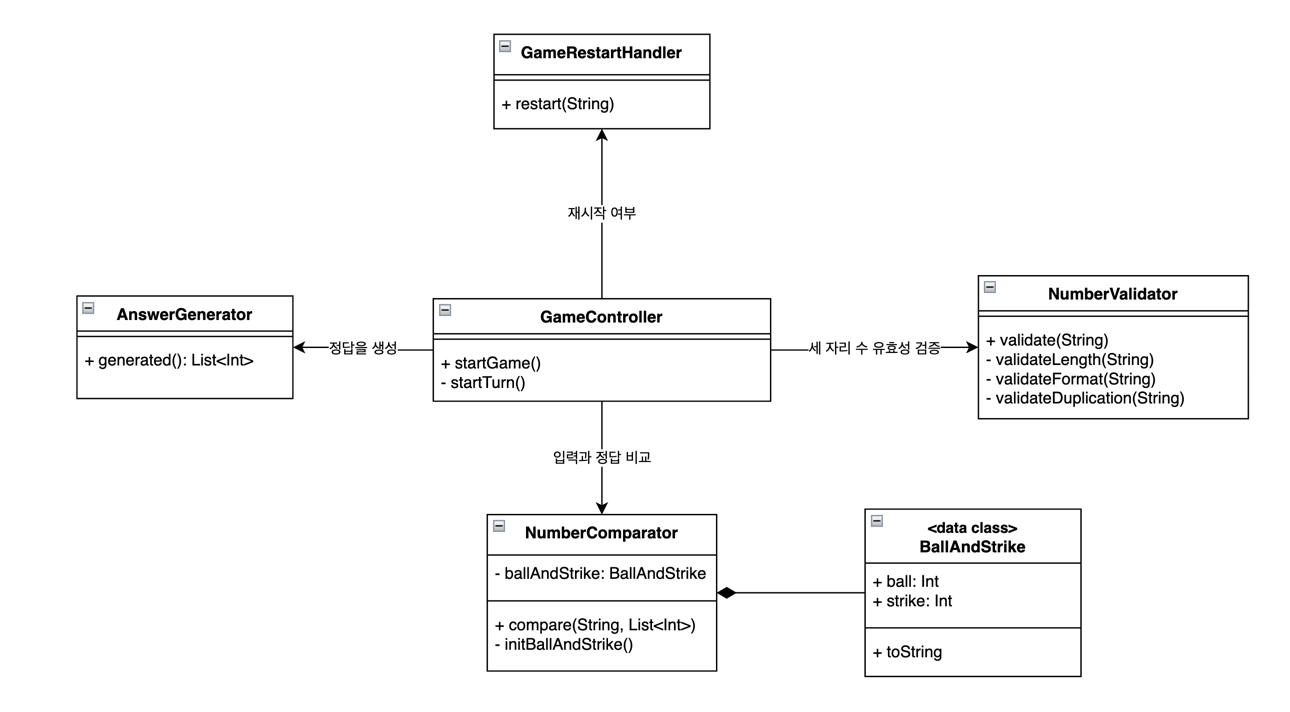 GameRestartHandler
+ restart(String)
재시작 여부
AnswerGenerator
+ generated(): List<Int>
정답을 생성
GameController
+ startGame()
- startTurn()
세 자리 수 유효성 검증
NumberValidator
+ validate(String)
- validateLength(String)
- validateFormat(String)
- validateDuplication(String)
입력과 정답 비교
NumberComparator
- ballAndStrike: BallAndStrike
+ compare(String, List<Int>)
- initBallAndStrike()
<data class>
BallAndStrike
+ ball: Int
+ strike: Int
+ toString